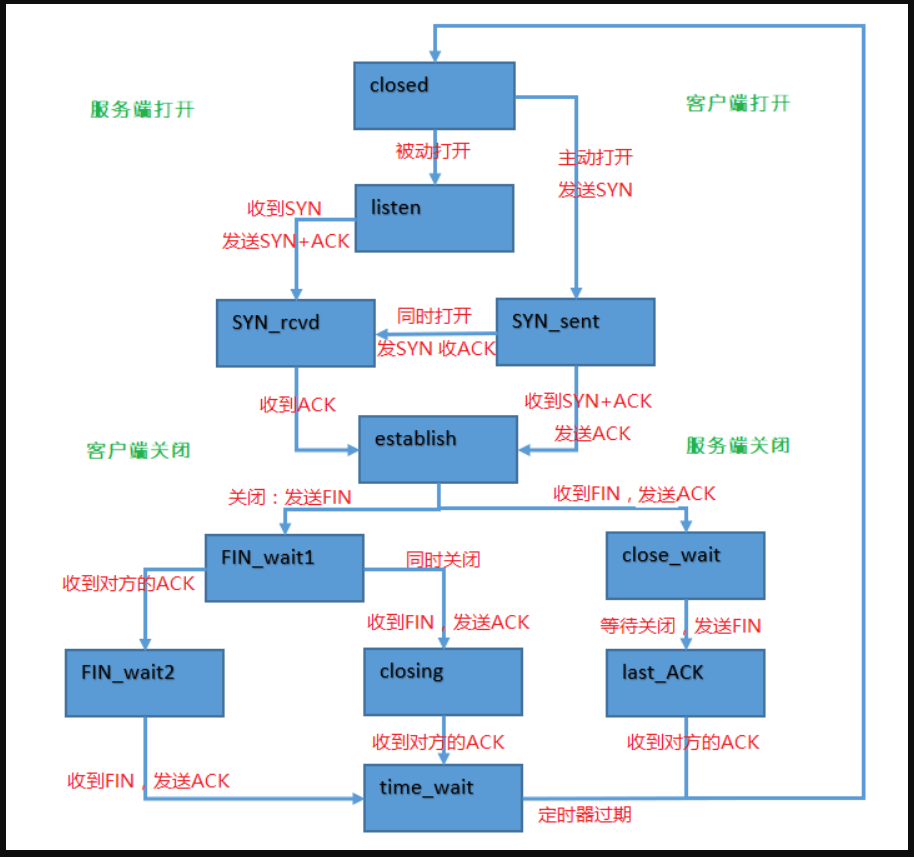 closed
服务端打开
客户端打开
被动打开
主动打开
发送SYN
listen
收到SYN
发送SYN+ACK
SYN_rcvd
同时打开
发SYN 收ACK
SYN_sent
收到ACK
收到SYN+ACK
发送ACK
establish
客户端关闭
服务端关闭
关闭：发送FIN
收到FIN，发送ACK
FIN_wait1
同时关闭
close_wait
收到对方的ACK
收到FIN，发送ACK
等待关闭，发送FIN
FIN_wait2
closing
last_ACK
收到对方的ACK
收到对方的ACK
收到FIN，发送ACK
time_wait
定时器过期